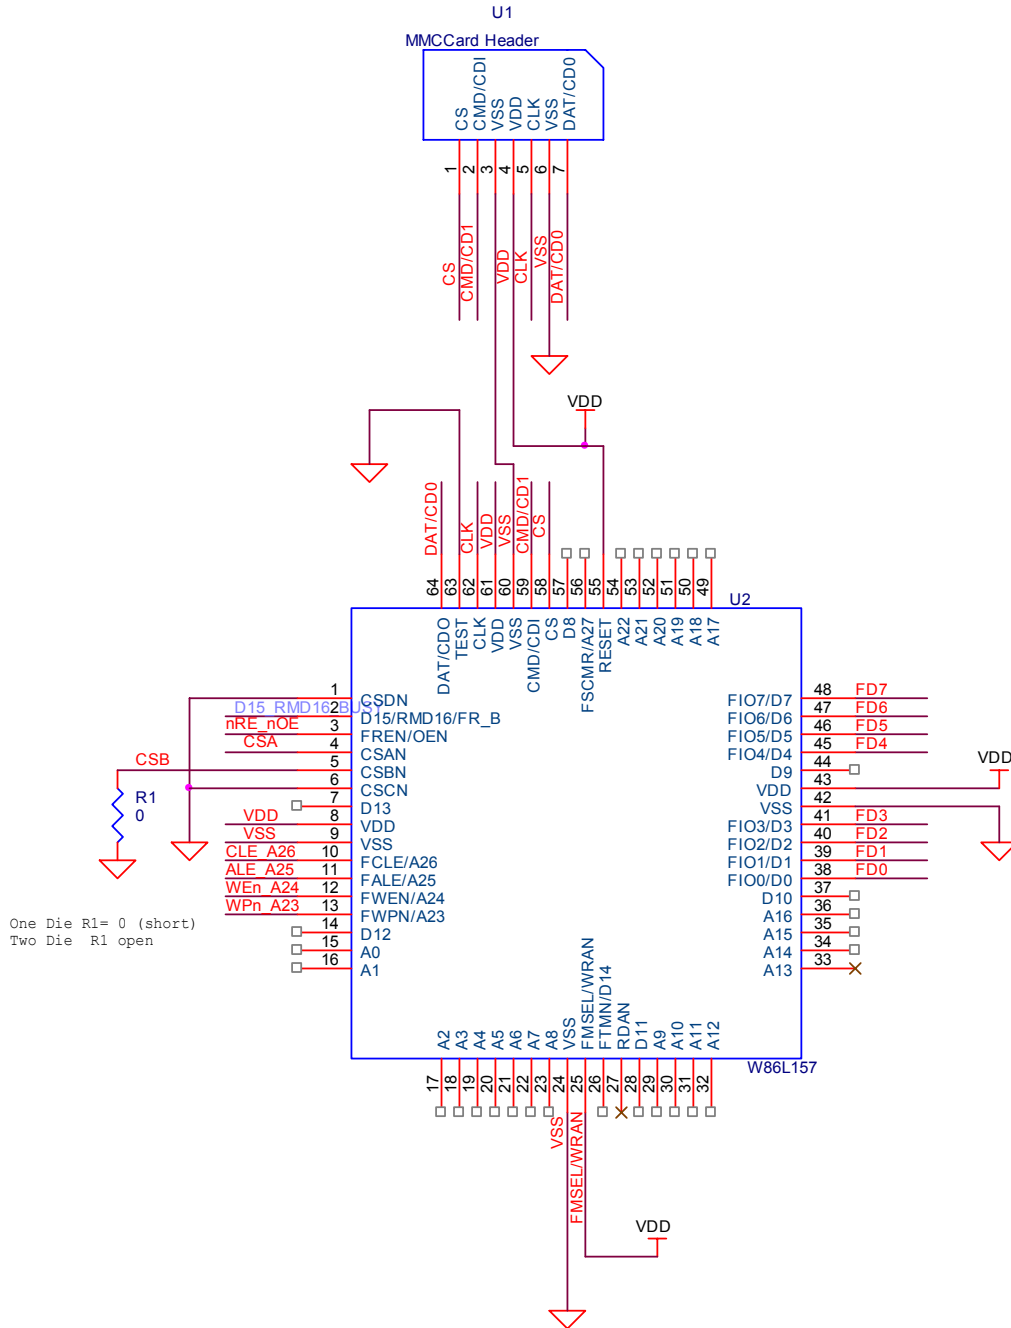 U1
MMCCard Header
CS
CMD/CDI
VSS
VDD
CLK
VSS
DAT/CD0
1
2
3
4
5
6
7
CS
CMD/CD1
VDD
CLK
VSS
DAT/CD0
VDD
DAT/CD0
CLK
VDD
VSS
CMD/CD1
CS
64
63
62
61
60
59
58
57
56
55
54
53
52
51
50
49
U2
DAT/CDO
TEST
CLK
VDD
VSS
CMD/CDI
CS
D8
FSCMR/A27
RESET
A22
A21
A20
A19
A18
A17
1 CSDN
D15_RMD16_BUSY 2 D15/RMD16/FR_B
nRE_nOE 3 FREN/OEN
CSA 4 CSAN
CSB 5 CSBN
6 CSCN
7 D13
VDD 8 VDD
VSS 9 VSS
CLE_A26 10 FCLE/A26
ALE_A25 11 FALE/A25
WEn_A24 12 FWEN/A24
WPn_A23 13 FWPN/A23
14 D12
15 A0
16 A1
R1
0
One Die R1= 0 (short)
Two Die  R1 open
FIO7/D7 48 FD7
FIO6/D6 47 FD6
FIO5/D5 46 FD5
FIO4/D4 45 FD4
D9 44
VDD 43 VDD
VSS 42
FIO3/D3 41 FD3
FIO2/D2 40 FD2
FIO1/D1 39 FD1
FIO0/D0 38 FD0
D10 37
A16 36
A15 35
A14 34
A13 33
A2
A3
A4
A5
A6
A7
A8
VSS
FMSEL/WRAN
FTMN/D14
RDAN
D11
A9
A10
A11
A12
W86L157
17
18
19
20
21
22
23
24
25
26
27
28
29
30
31
32
VSS
FMSEL/WRAN
VDD